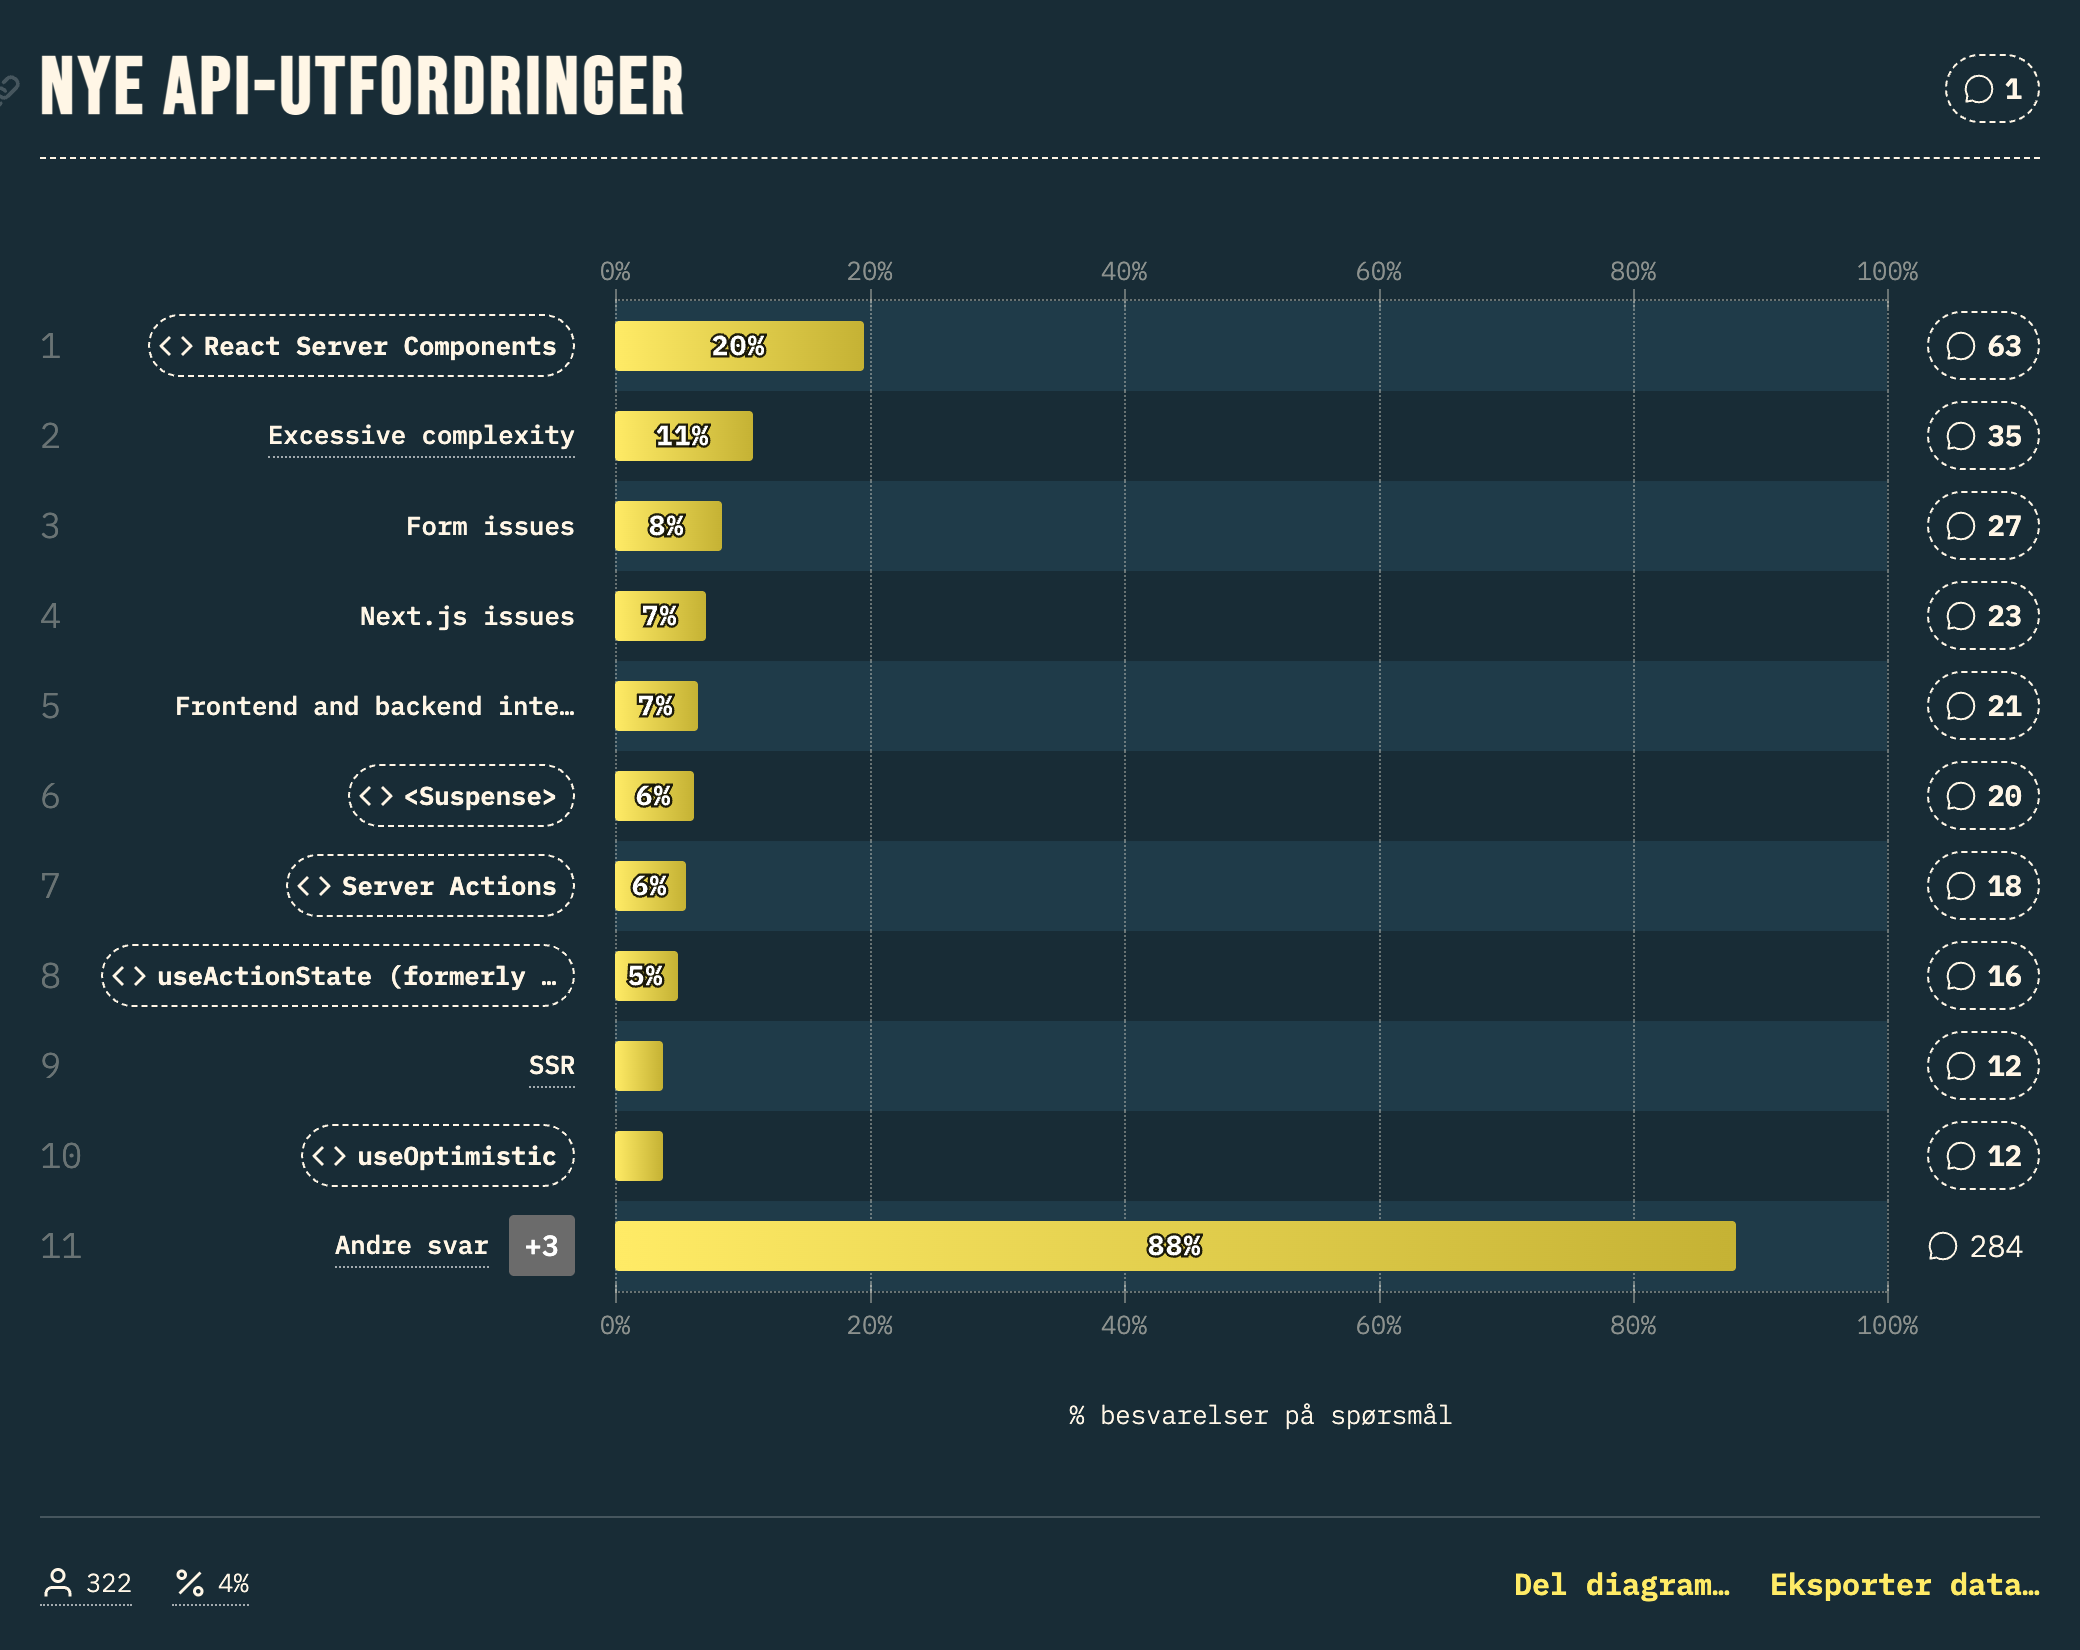 NYE API-UTFORDRINGER
1
0% 20% 40% 60% 80% 100%
1 <> React Server Components 20% 63
2 Excessive complexity 11% 35
3 Form issues 8% 27
4 Next.js issues 7% 23
5 Frontend and backend inte… 7% 21
6 <> <Suspense> 6% 20
7 <> Server Actions 6% 18
8 <> useActionState (formerly … 5% 16
9 SSR 12
10 <> useOptimistic 12
11 Andre svar +3 88% 284
0% 20% 40% 60% 80% 100%
% besvarelser på spørsmål
322 4% Del diagram… Eksporter data…